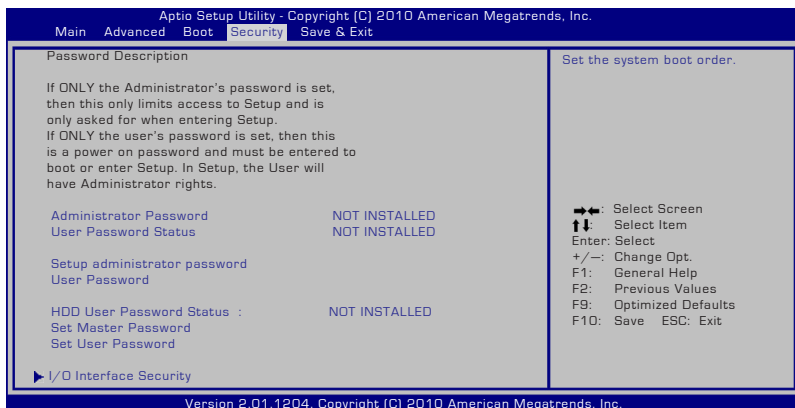 Aptio Setup Utility - Copyright (C) 2010 American Megatrends, Inc.
Main Advanced Boot Security Save & Exit
Password Description
If ONLY the Administrator's password is set,
then this only limits access to Setup and is
only asked for when entering Setup.
If ONLY the user's password is set, then this
is a power on password and must be entered to
boot or enter Setup. In Setup, the User will
have Administrator rights.
Administrator Password NOT INSTALLED
User Password Status NOT INSTALLED
Setup administrator password
User Password
HDD User Password Status : NOT INSTALLED
Set Master Password
Set User Password
I/O Interface Security
Set the system boot order.
→←: Select Screen
↑↓: Select Item
Enter: Select
+/—: Change Opt.
F1: General Help
F2: Previous Values
F9: Optimized Defaults
F10: Save ESC: Exit
Version 2.01.1204. Copyright (C) 2010 American Megatrends, Inc.